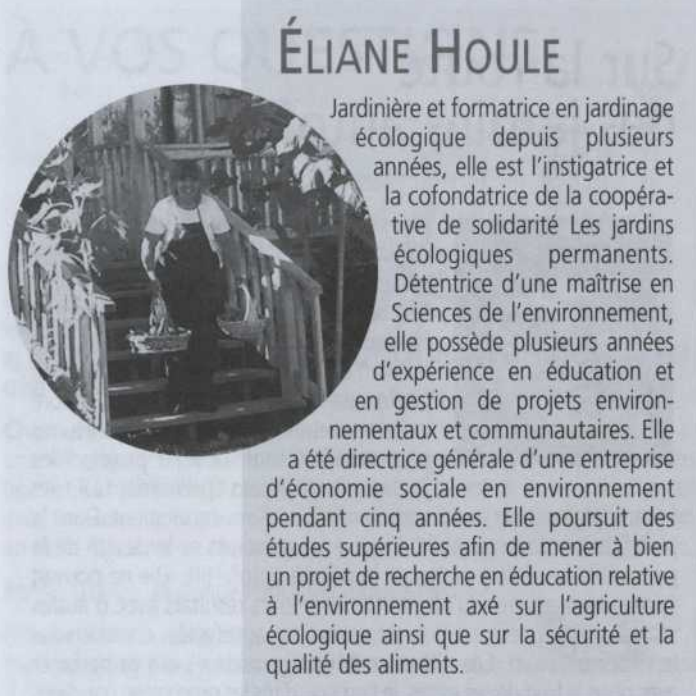 ÉLIANE HOULE
Jardinière et formatrice en jardinage
écologique depuis plusieurs
années, elle est l'instigatrice et
la cofondatrice de la coopéra-
tive de solidarité Les jardins
écologiques permanents.
Détentrice d'une maîtrise en
Sciences de l'environnement,
elle possède plusieurs années
d'expérience en éducation et
en gestion de projets environ-
nementaux et communautaires. Elle
a été directrice générale d'une entreprise
d'économie sociale en environnement
pendant cinq années. Elle poursuit des
études supérieures afin de mener à bien
un projet de recherche en éducation relative
à l'environnement axé sur l'agriculture
écologique ainsi que sur la sécurité et la
qualité des aliments.